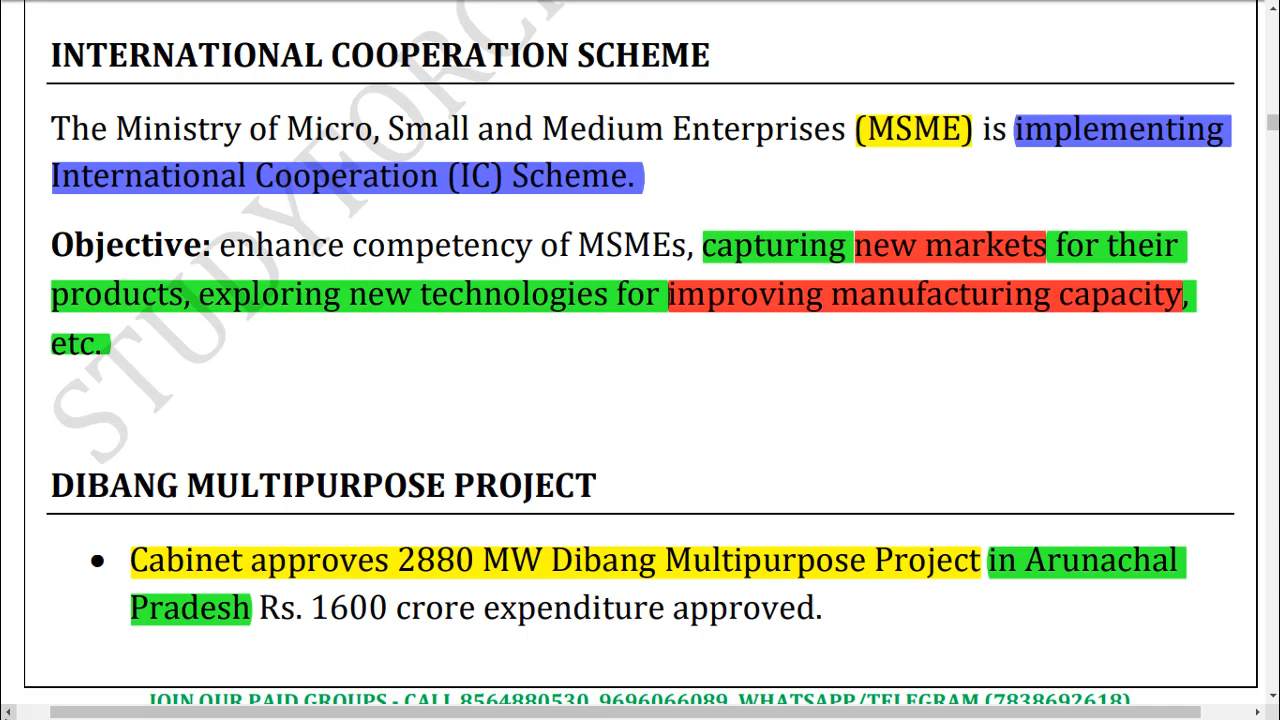 INTERNATIONAL COOPERATION SCHEME
The Ministry of Micro, Small and Medium Enterprises (MSME) is implementing
International Cooperation (IC) Scheme.
Objective: enhance competency of MSMEs, capturing new markets for their
products, exploring new technologies for improving manufacturing capacity,
etc.
DIBANG MULTIPURPOSE PROJECT
• Cabinet approves 2880 MW Dibang Multipurpose Project in Arunachal
Pradesh Rs. 1600 crore expenditure approved.
JOIN OUR PAID GROUPS - CALL 8564880530, 9696066089, WHATSAPP/TELEGRAM (7838692618)
STUDYFORCI